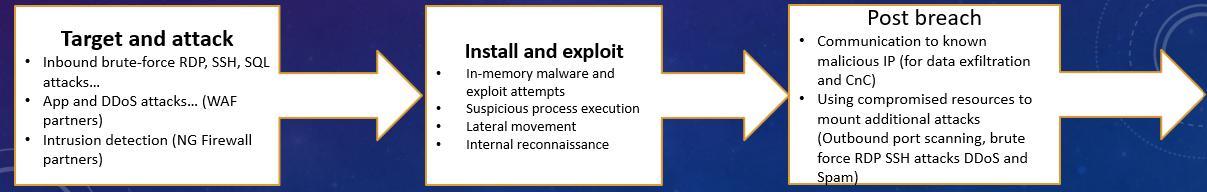 Target and attack
• Inbound brute-force RDP, SSH, SQL
attacks…
• App and DDoS attacks… (WAF
partners)
• Intrusion detection (NG Firewall
partners)
Install and exploit
• In-memory malware and
exploit attempts
• Suspicious process execution
• Lateral movement
• Internal reconnaissance
Post breach
• Communication to known
malicious IP (for data exfiltration
and CnC)
• Using compromised resources to
mount additional attacks
(Outbound port scanning, brute
force RDP SSH attacks DDoS and
Spam)